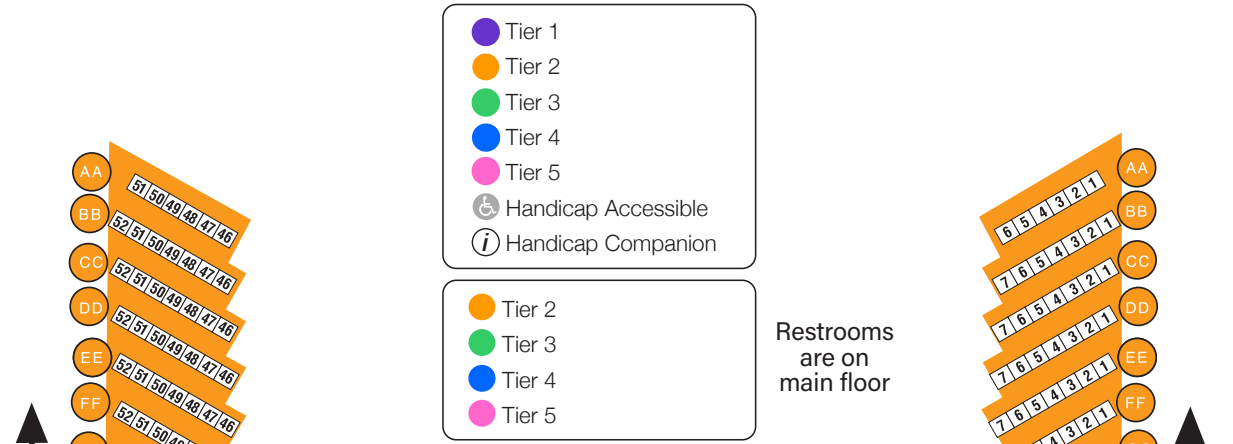 Tier 1
Tier 2
Tier 3
Tier 4
Tier 5
Handicap Accessible
i Handicap Companion
Tier 2
Tier 3
Tier 4
Tier 5
Restrooms
are on
main floor
AA
51 50 49 48 47 46
BB
52 51 50 49 48 47 46
CC
52 51 50 49 48 47 46
DD
52 51 50 49 48 47 46
EE
52 51 50 49 48 47 46
FF
52 51 50 49 48 47 46
6 5 4 3 2 1
AA
7 6 5 4 3 2 1
BB
7 6 5 4 3 2 1
CC
7 6 5 4 3 2 1
DD
7 6 5 4 3 2 1
EE
4 3 2 1
FF